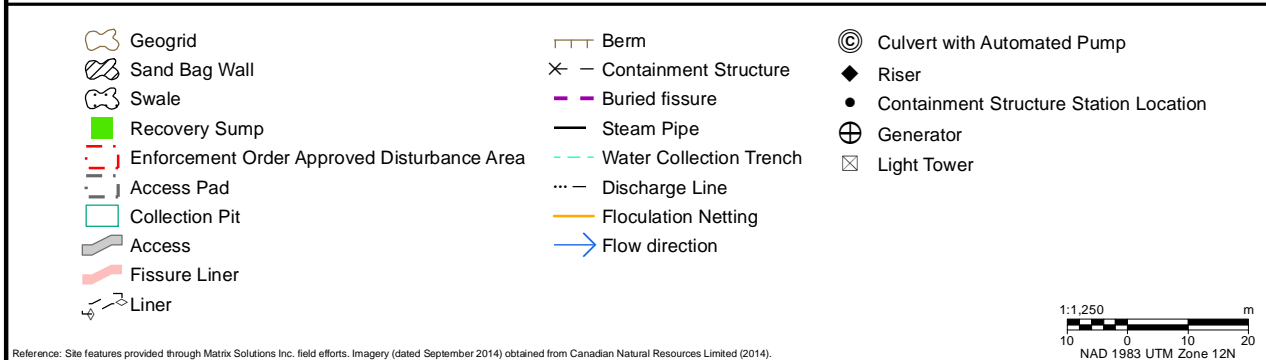 Geogrid
Sand Bag Wall
Swale
Recovery Sump
Enforcement Order Approved Disturbance Area
Access Pad
Collection Pit
Access
Fissure Liner
Liner
Berm
Containment Structure
Buried fissure
Steam Pipe
Water Collection Trench
Discharge Line
Floculation Netting
Flow direction
© Culvert with Automated Pump
Riser
Containment Structure Station Location
Generator
Light Tower
1:1,250 m
10 0 10 20
NAD 1983 UTM Zone 12N
Reference: Site features provided through Matrix Solutions Inc. field efforts. Imagery (dated September 2014) obtained from Canadian Natural Resources Limited (2014).